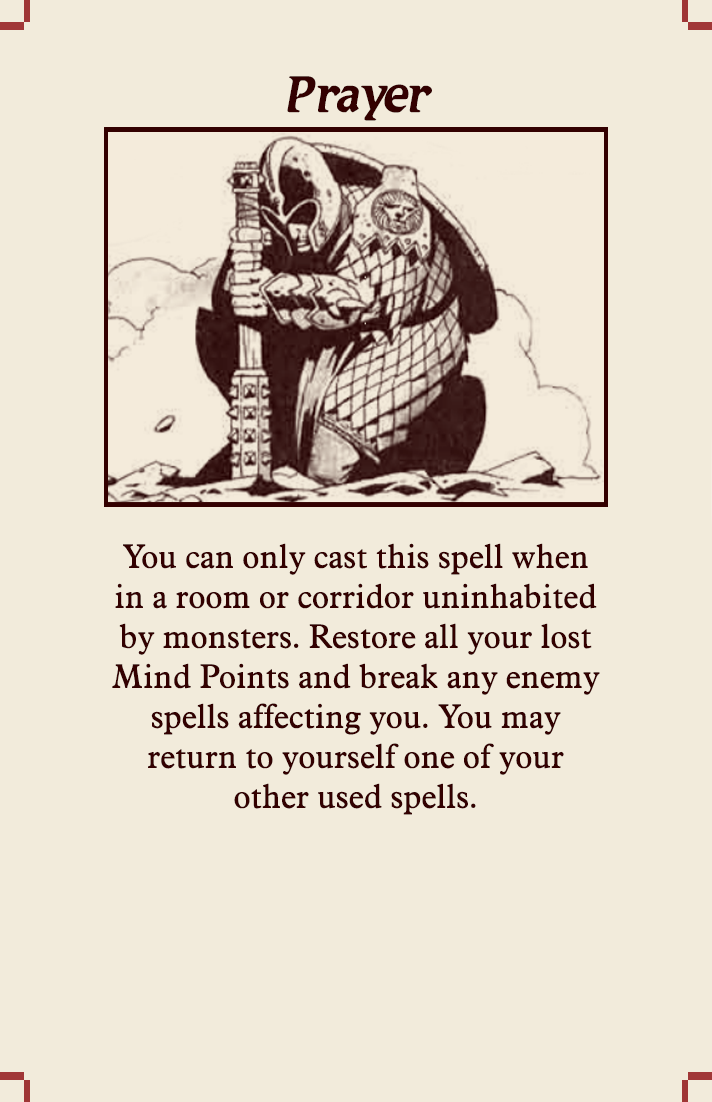 Prayer
You can only cast this spell when
in a room or corridor uninhabited
by monsters. Restore all your lost
Mind Points and break any enemy
spells affecting you. You may
return to yourself one of your
other used spells.